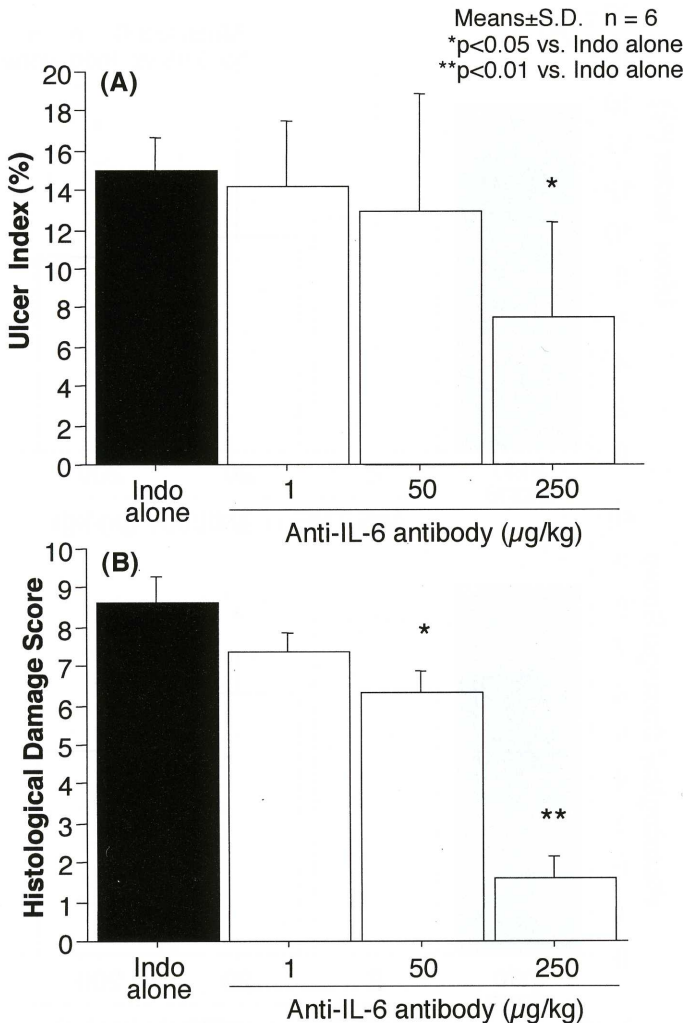 Means±S.D. n = 6
*p<0.05 vs. Indo alone
**p<0.01 vs. Indo alone
(A)
Ulcer Index (%)
20
18
16
14
12
10
8
6
4
2
0
*
Indo alone
1
50
250
Anti-IL-6 antibody (µg/kg)
(B)
Histological Damage Score
10
9
8
7
6
5
4
3
2
1
0
*
**
Indo alone
1
50
250
Anti-IL-6 antibody (µg/kg)